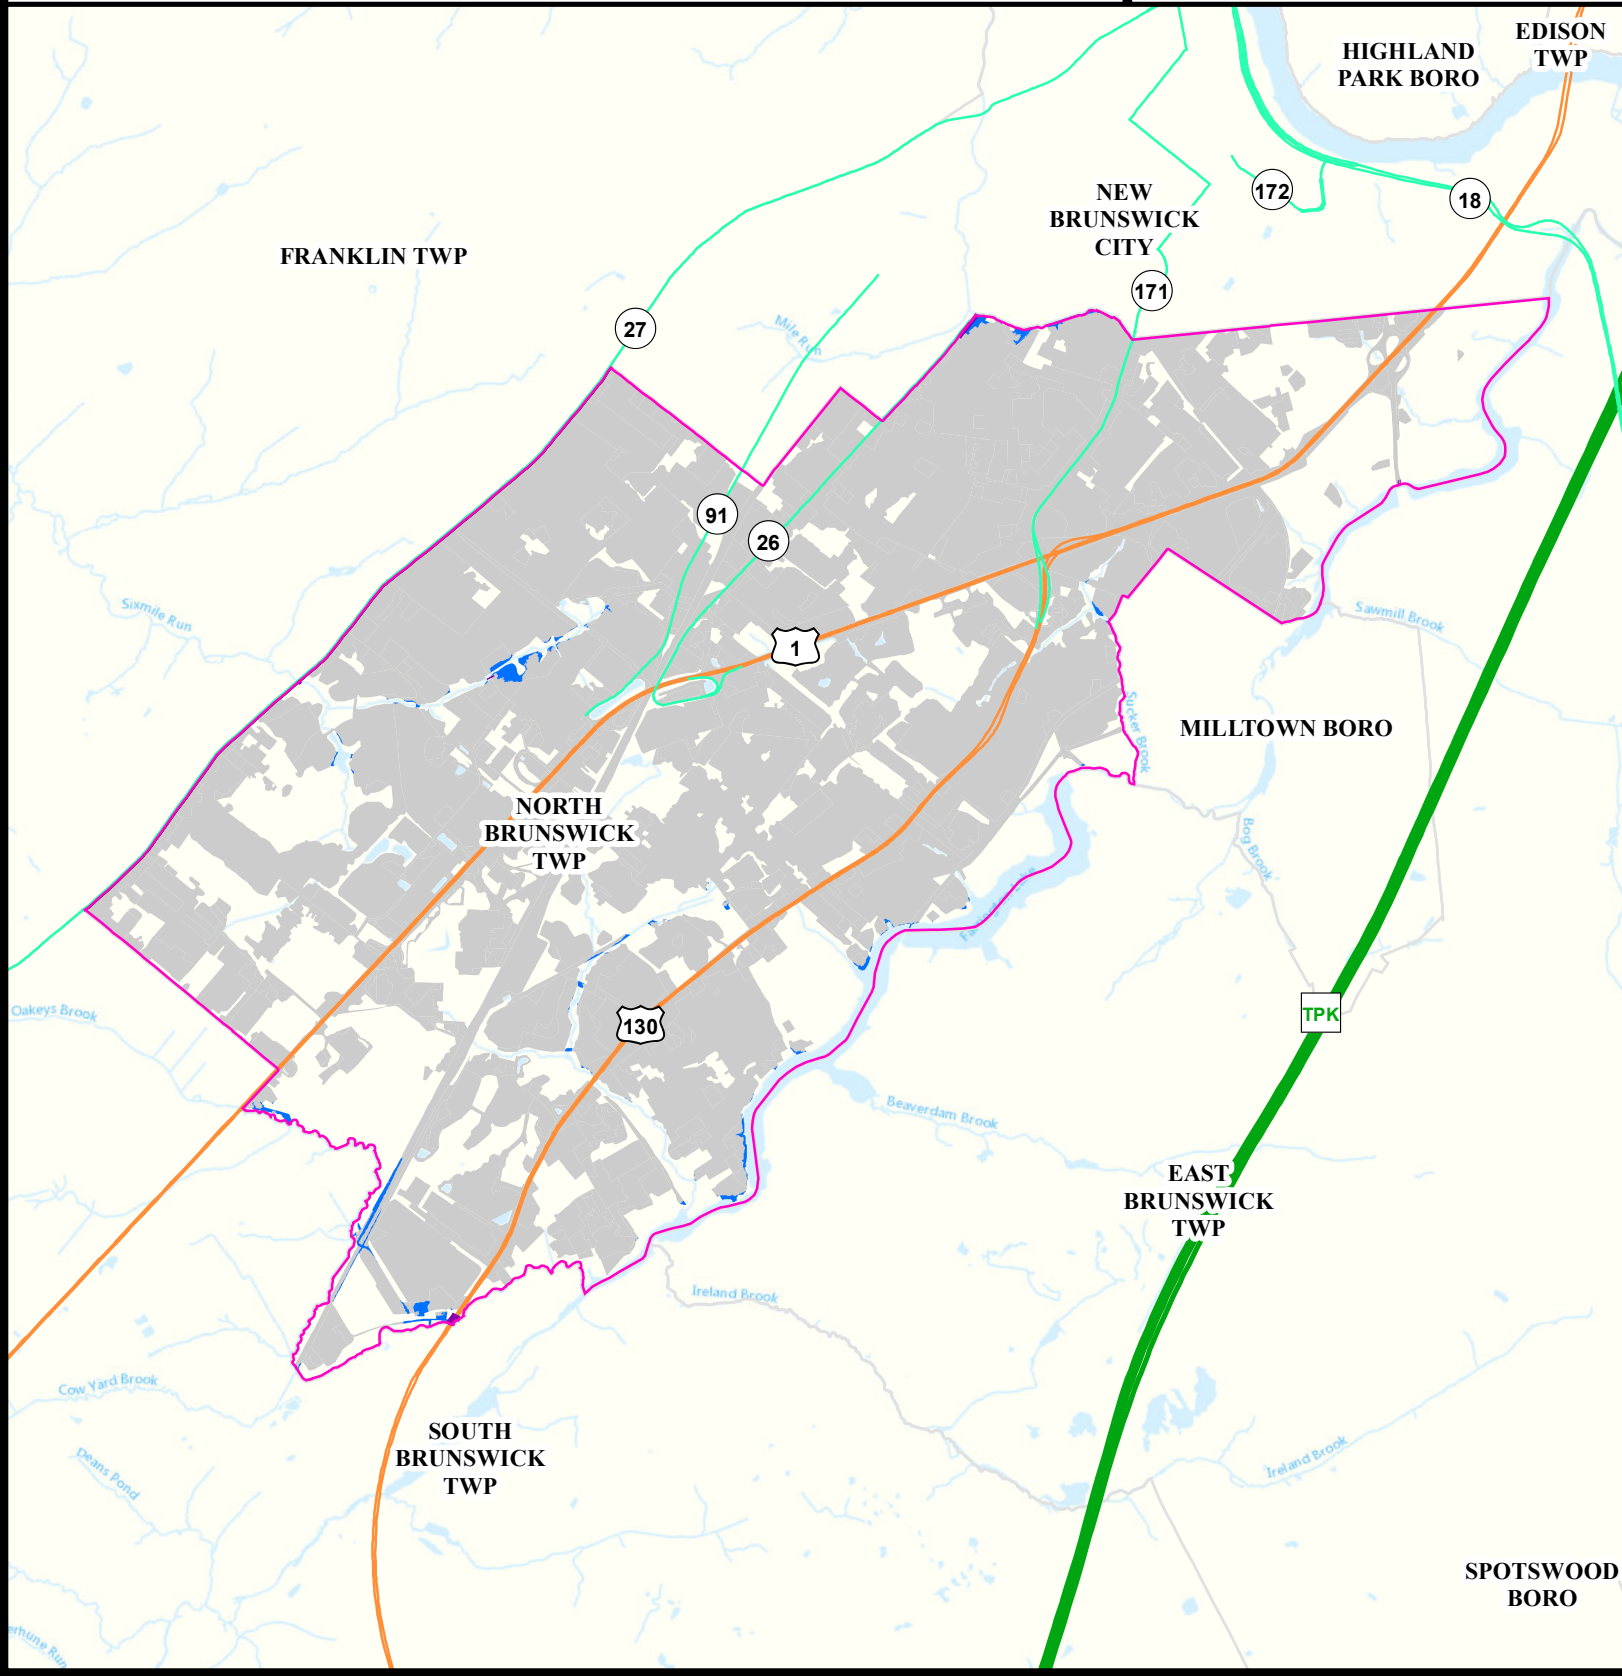 EDISON
TWP
HIGHLAND
PARK BORO
172
18
NEW
BRUNSWICK
CITY
FRANKLIN TWP
171
27
Mile Run
91
26
Sixmile Run
Sawmill Brook
1
Sucker Brook
MILLTOWN BORO
NORTH
BRUNSWICK
TWP
Bog Brook
Oakeys Brook
TPK
130
Beaverdam Brook
EAST
BRUNSWICK
TWP
Ireland Brook
Cow Yard Brook
SOUTH
BRUNSWICK
TWP
Deans Pond
Ireland Brook
SPOTSWOOD
BORO
erhune Run